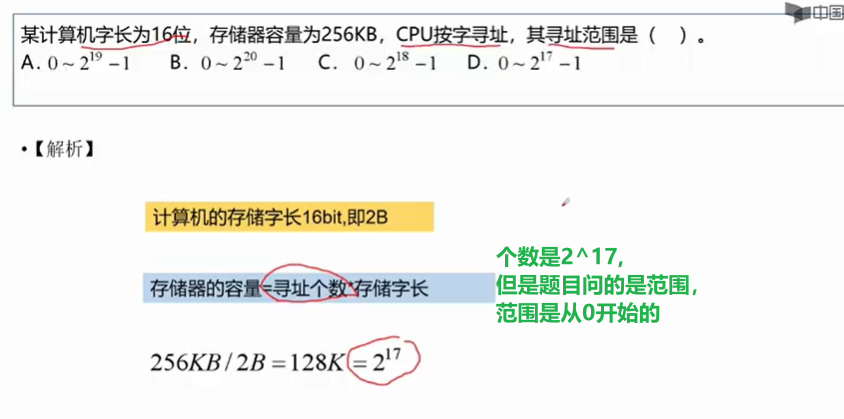 中国
某计算机字长为16位，存储器容量为256KB，CPU按字寻址，其寻址范围是（ ）。
A. 0 ~ 2^19 − 1 B. 0 ~ 2^20 − 1 C. 0 ~ 2^18 − 1 D. 0 ~ 2^17 − 1
•【解析】
计算机的存储字长16bit,即2B
存储器的容量=寻址个数*存储字长
个数是2^17,
但是题目问的是范围，
范围是从0开始的
256KB / 2B = 128K = 2^17